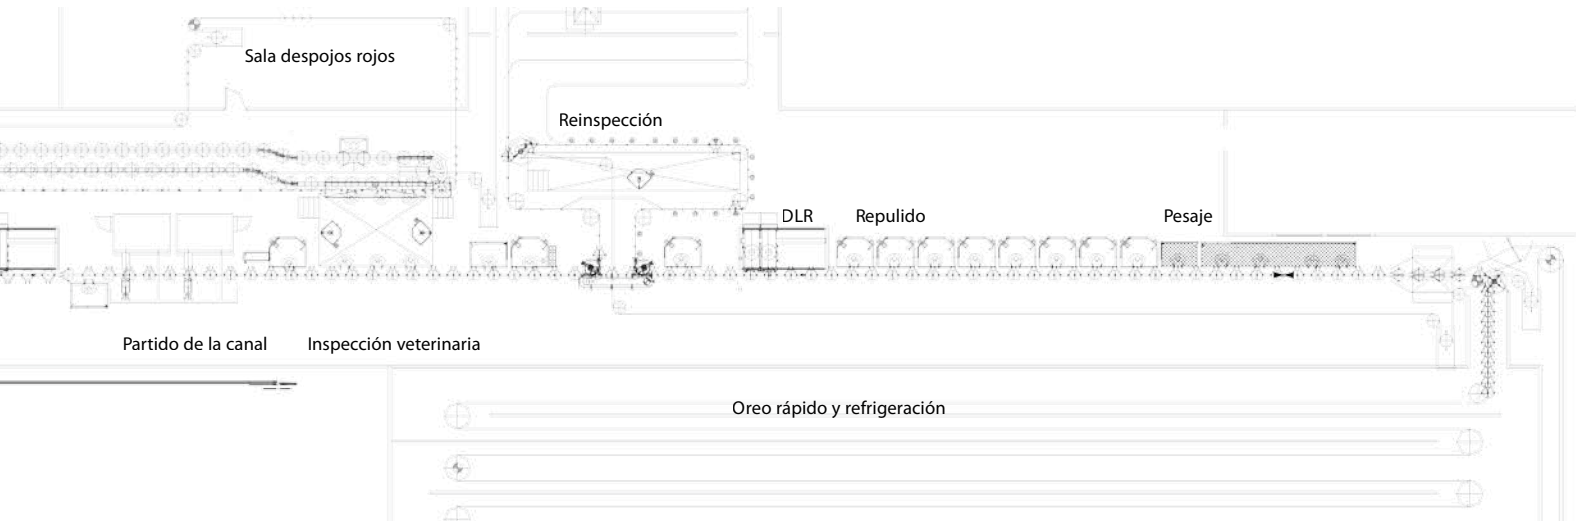 Sala despojos rojos
Reinspección
DLR
Repulido
Pesaje
Partido de la canal
Inspección veterinaria
Oreo rápido y refrigeración